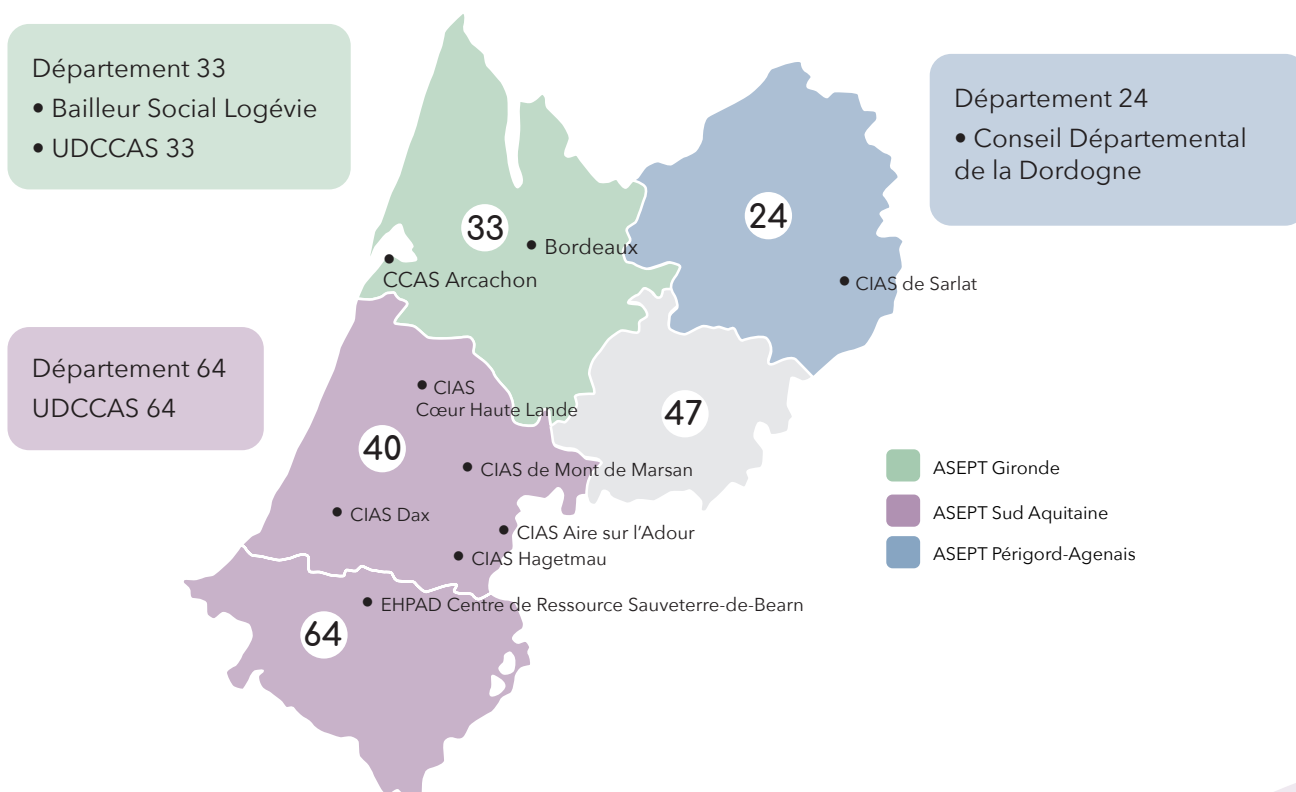 Département 33
• Bailleur Social Logévie
• UDCCAS 33
Département 24
• Conseil Départemental
de la Dordogne
33
24
• Bordeaux
• CCAS Arcachon
• CIAS de Sarlat
Département 64
UDCCAS 64
• CIAS
Cœur Haute Lande
47
40
• CIAS de Mont de Marsan
• CIAS Dax
• CIAS Aire sur l'Adour
• CIAS Hagetmau
• EHPAD Centre de Ressource Sauveterre-de-Bearn
64
ASEPT Gironde
ASEPT Sud Aquitaine
ASEPT Périgord-Agenais